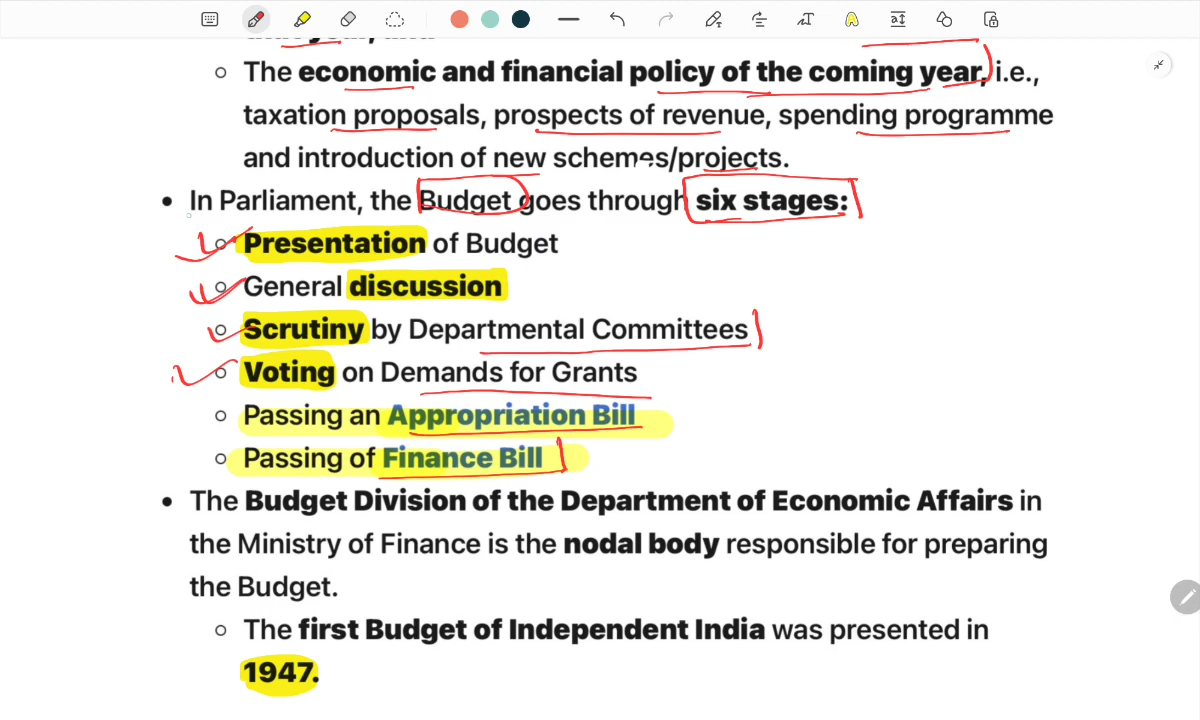 The economic and financial policy of the coming year, i.e.,
taxation proposals, prospects of revenue, spending programme
and introduction of new schemes/projects.
In Parliament, the Budget goes through six stages:
Presentation of Budget
General discussion
Scrutiny by Departmental Committees
Voting on Demands for Grants
Passing an Appropriation Bill
Passing of Finance Bill
The Budget Division of the Department of Economic Affairs in
the Ministry of Finance is the nodal body responsible for preparing
the Budget.
The first Budget of Independent India was presented in
1947.